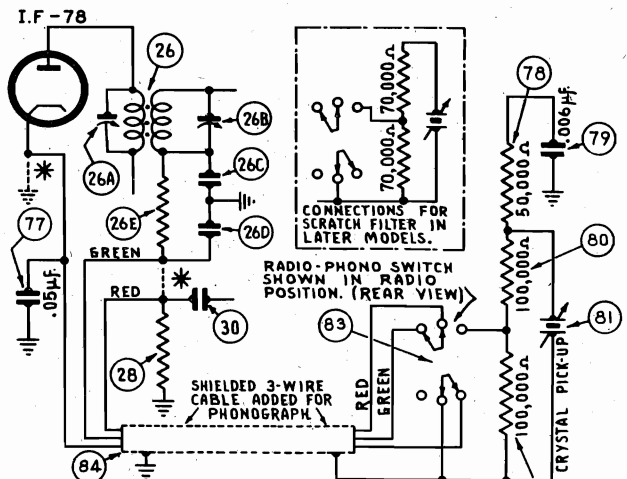 I.F-78
26
26A
26B
26C
26D
26E
77
.05µF.
GREEN
RED
30
28
SHIELDED 3-WIRE
CABLE ADDED FOR
PHONOGRAPH
84
70,000Ω
70,000Ω
CONNECTIONS FOR
SCRATCH FILTER IN
LATER MODELS.
RADIO-PHONO SWITCH
SHOWN IN RADIO
POSITION. (REAR VIEW)
83
RED
GREEN
78
.006µF.
79
50,000Ω
80
100,000Ω
81
100,000Ω
CRYSTAL PICK-UP